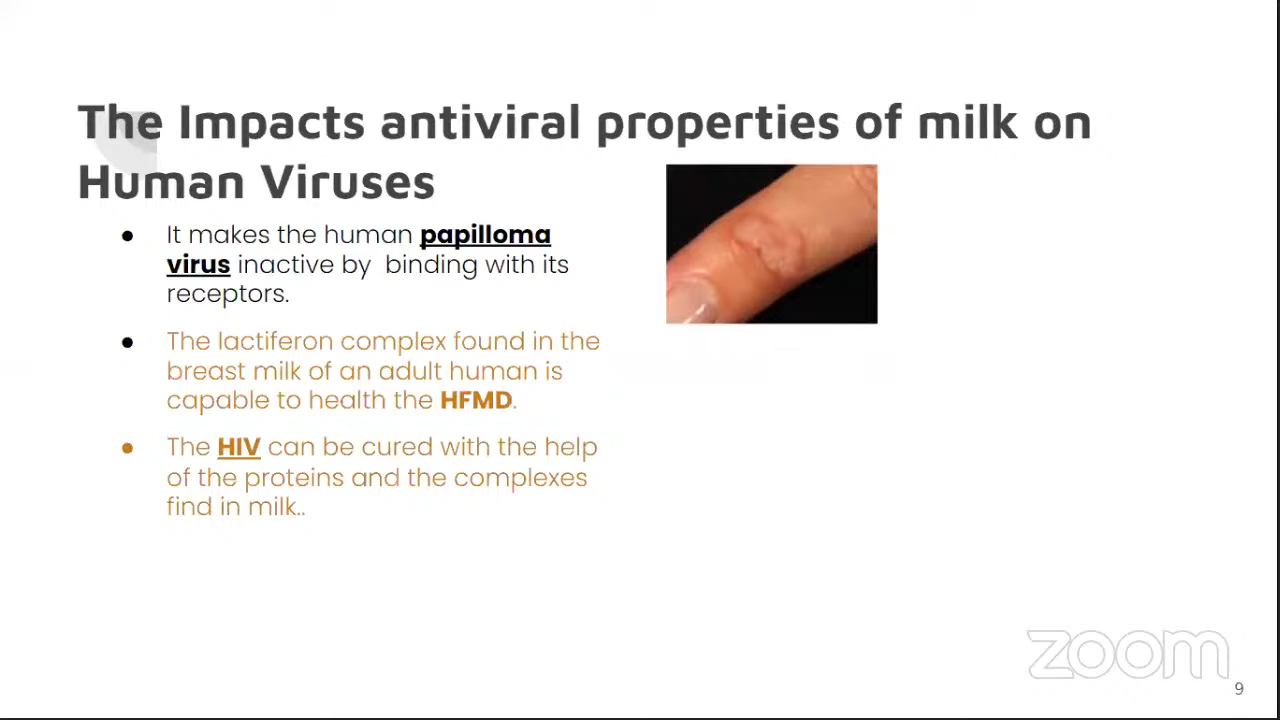 The Impacts antiviral properties of milk on
Human Viruses
● It makes the human papilloma
virus inactive by binding with its
receptors.
● The lactiferon complex found in the
breast milk of an adult human is
capable to health the HFMD.
● The HIV can be cured with the help
of the proteins and the complexes
find in milk..
zoom
9